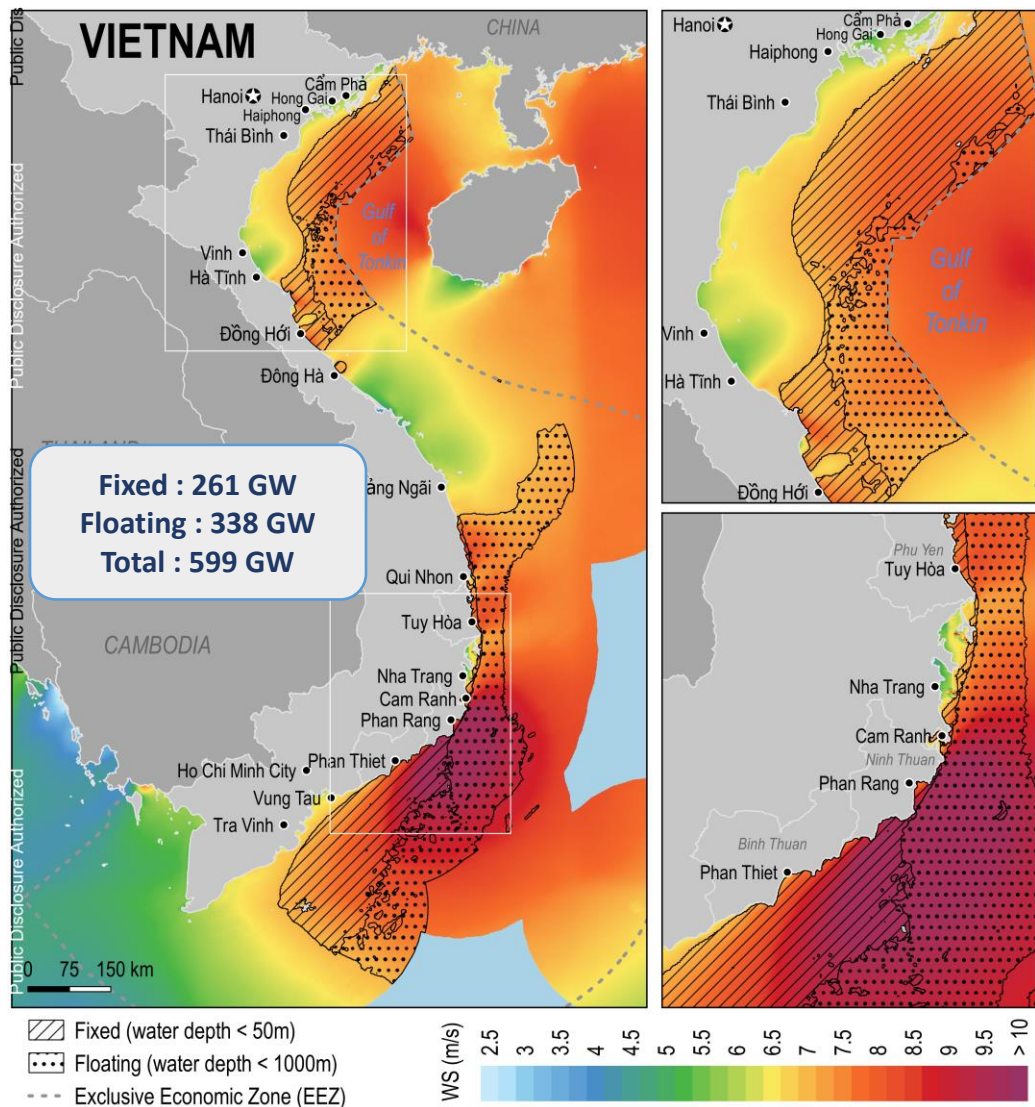 Public Dis
Public Disclosure Authorized
Public Disclosure Authorized
Public Disclosure Authorized
VIETNAM
CHINA
Hanoi
Cẩm Phả
Hong Gai
Haiphong
Thái Bình
Gulf
of
Tonkin
Vinh
Hà Tĩnh
Đồng Hới
Đông Hà
THAILAND
Fixed : 261 GW
Floating : 338 GW
Total : 599 GW
ảng Ngãi
Qui Nhon
CAMBODIA
Tuy Hòa
Nha Trang
Cam Ranh
Phan Rang
Phan Thiet
Ho Chi Minh City
Vung Tau
Tra Vinh
0 75 150 km
Hanoi
Cẩm Phả
Hong Gai
Haiphong
Thái Bình
Gulf
of
Tonkin
Vinh
Hà Tĩnh
Đồng Hới
Phu Yen
Tuy Hòa
Nha Trang
Cam Ranh
Ninh Thuan
Phan Rang
Binh Thuan
Phan Thiet
Fixed (water depth < 50m)
Floating (water depth < 1000m)
Exclusive Economic Zone (EEZ)
WS (m/s)
2.5 3 3.5 4 4.5 5 5.5 6 6.5 7 7.5 8 8.5 9 9.5 > 10